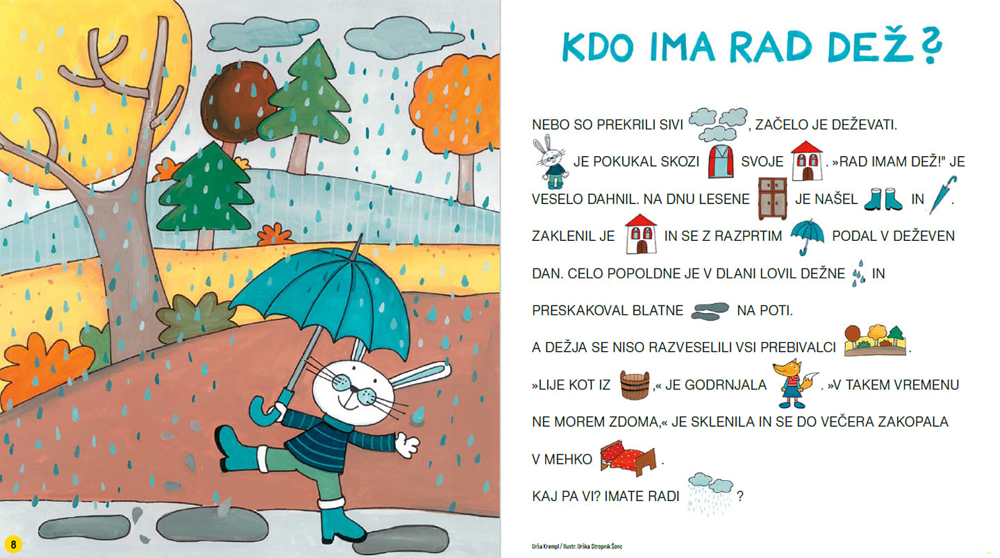 KDO IMA RAD DEŽ?
NEBO SO PREKRILI SIVI , ZAČELO JE DEŽEVATI.
JE POKUKAL SKOZI SVOJE . »RAD IMAM DEŽ!" JE
VESELO DAHNIL. NA DNU LESENE JE NAŠEL IN .
ZAKLENIL JE IN SE Z RAZPRTIM PODAL V DEŽEVEN
DAN. CELO POPOLDNE JE V DLANI LOVIL DEŽNE IN
PRESKAKOVAL BLATNE NA POTI.
A DEŽJA SE NISO RAZVESELILI VSI PREBIVALCI .
»LIJE KOT IZ ,« JE GODRNJALA . »V TAKEM VREMENU
NE MOREM ZDOMA,« JE SKLENILA IN SE DO VEČERA ZAKOPALA
V MEHKO .
KAJ PA VI? IMATE RADI ?
Urša Krempl / Ilustr. Urška Stropnik Šonc
8